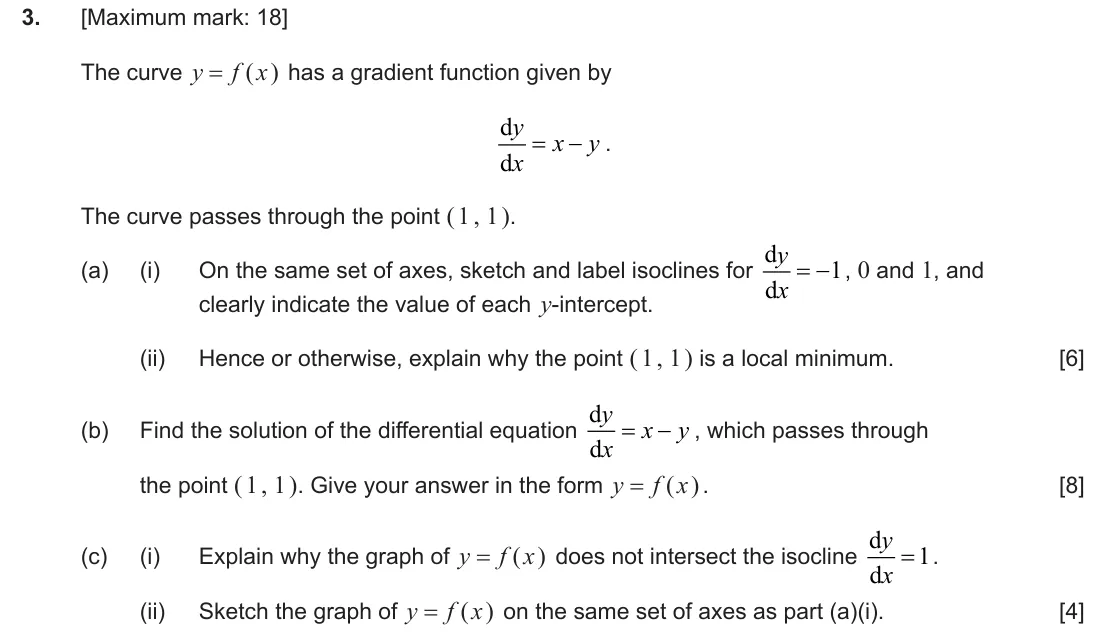 3. [Maximum mark: 18]
The curve y = f(x) has a gradient function given by
dy/dx = x − y .
The curve passes through the point (1, 1).
(a) (i) On the same set of axes, sketch and label isoclines for dy/dx = −1, 0 and 1, and
clearly indicate the value of each y-intercept.
(ii) Hence or otherwise, explain why the point (1, 1) is a local minimum. [6]
(b) Find the solution of the differential equation dy/dx = x − y, which passes through
the point (1, 1). Give your answer in the form y = f(x). [8]
(c) (i) Explain why the graph of y = f(x) does not intersect the isocline dy/dx = 1.
(ii) Sketch the graph of y = f(x) on the same set of axes as part (a)(i). [4]